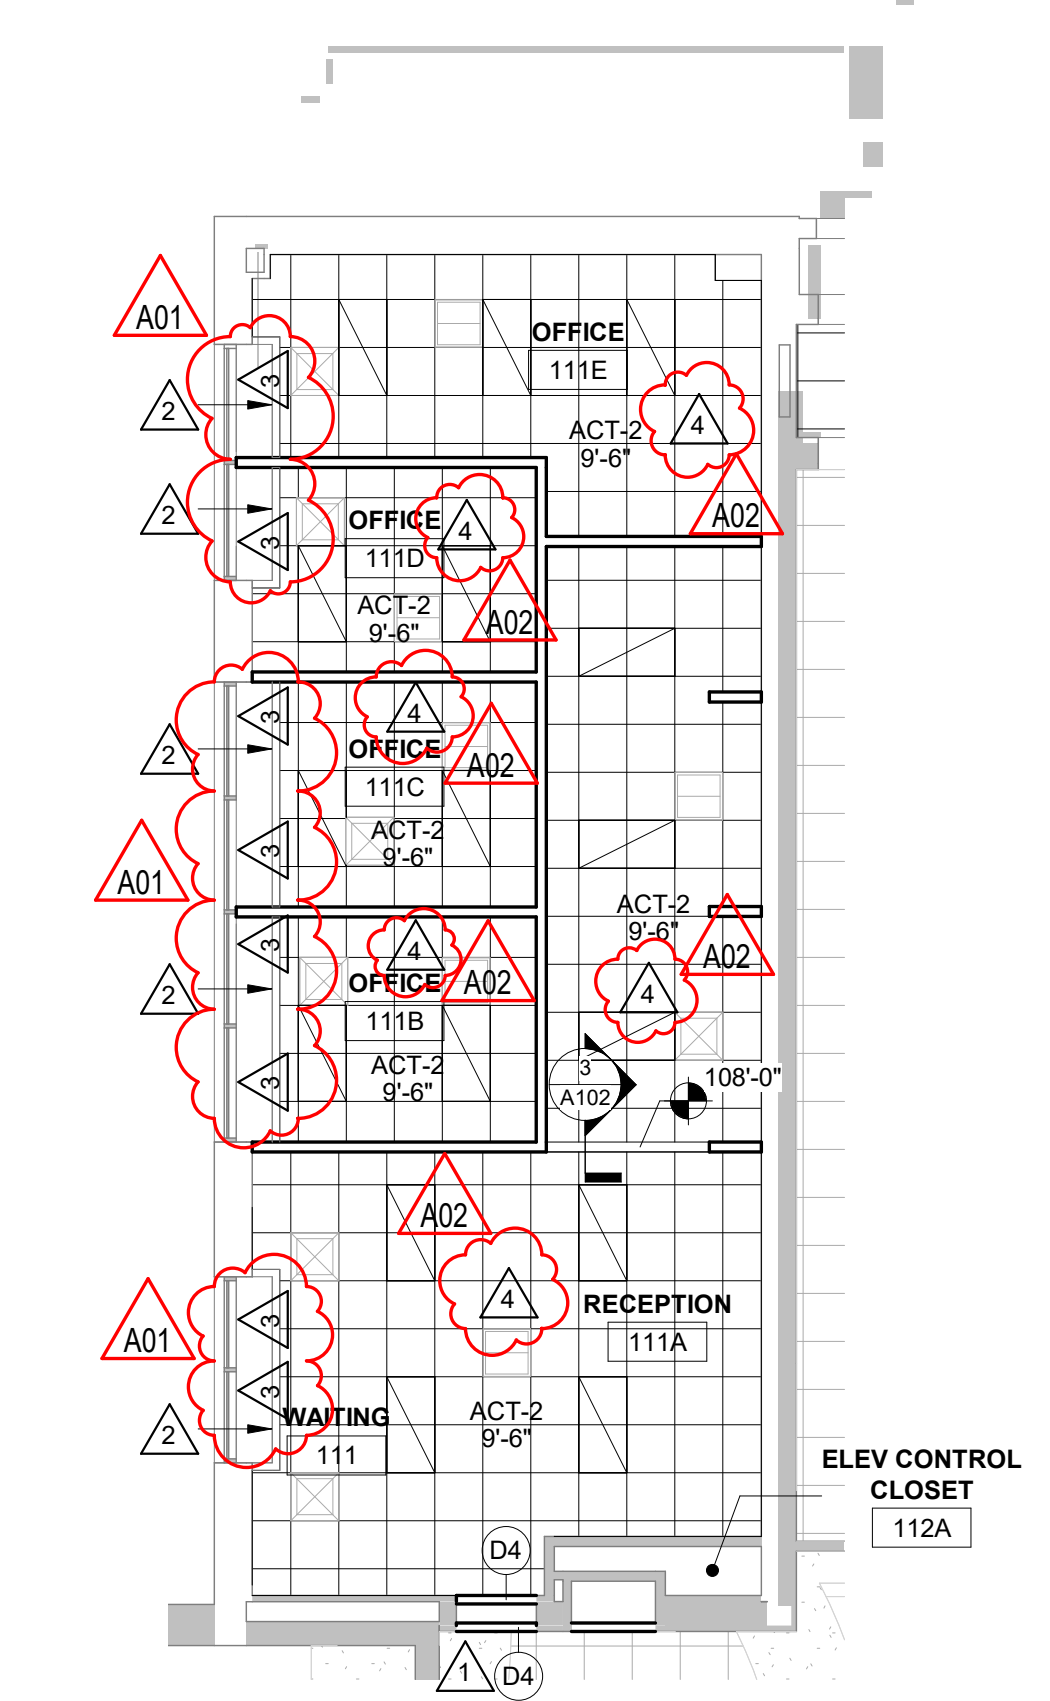 A01
OFFICE
111E
3
2
4
ACT-2
9'-6"
2
A02
OFFICE
4
3
111D
ACT-2
9'-6"
A02
3
4
2
OFFICE
A02
111C
ACT-2
9'-6"
3
A01
ACT-2
9'-6"
3
4
A02
A02
OFFICE
2
4
111B
3
ACT-2
9'-6"
3
A102
108'-0"
A02
4
RECEPTION
3
A01
111A
3
WAITING
ACT-2
9'-6"
2
111
ELEV CONTROL
CLOSET
112A
D4
1
D4